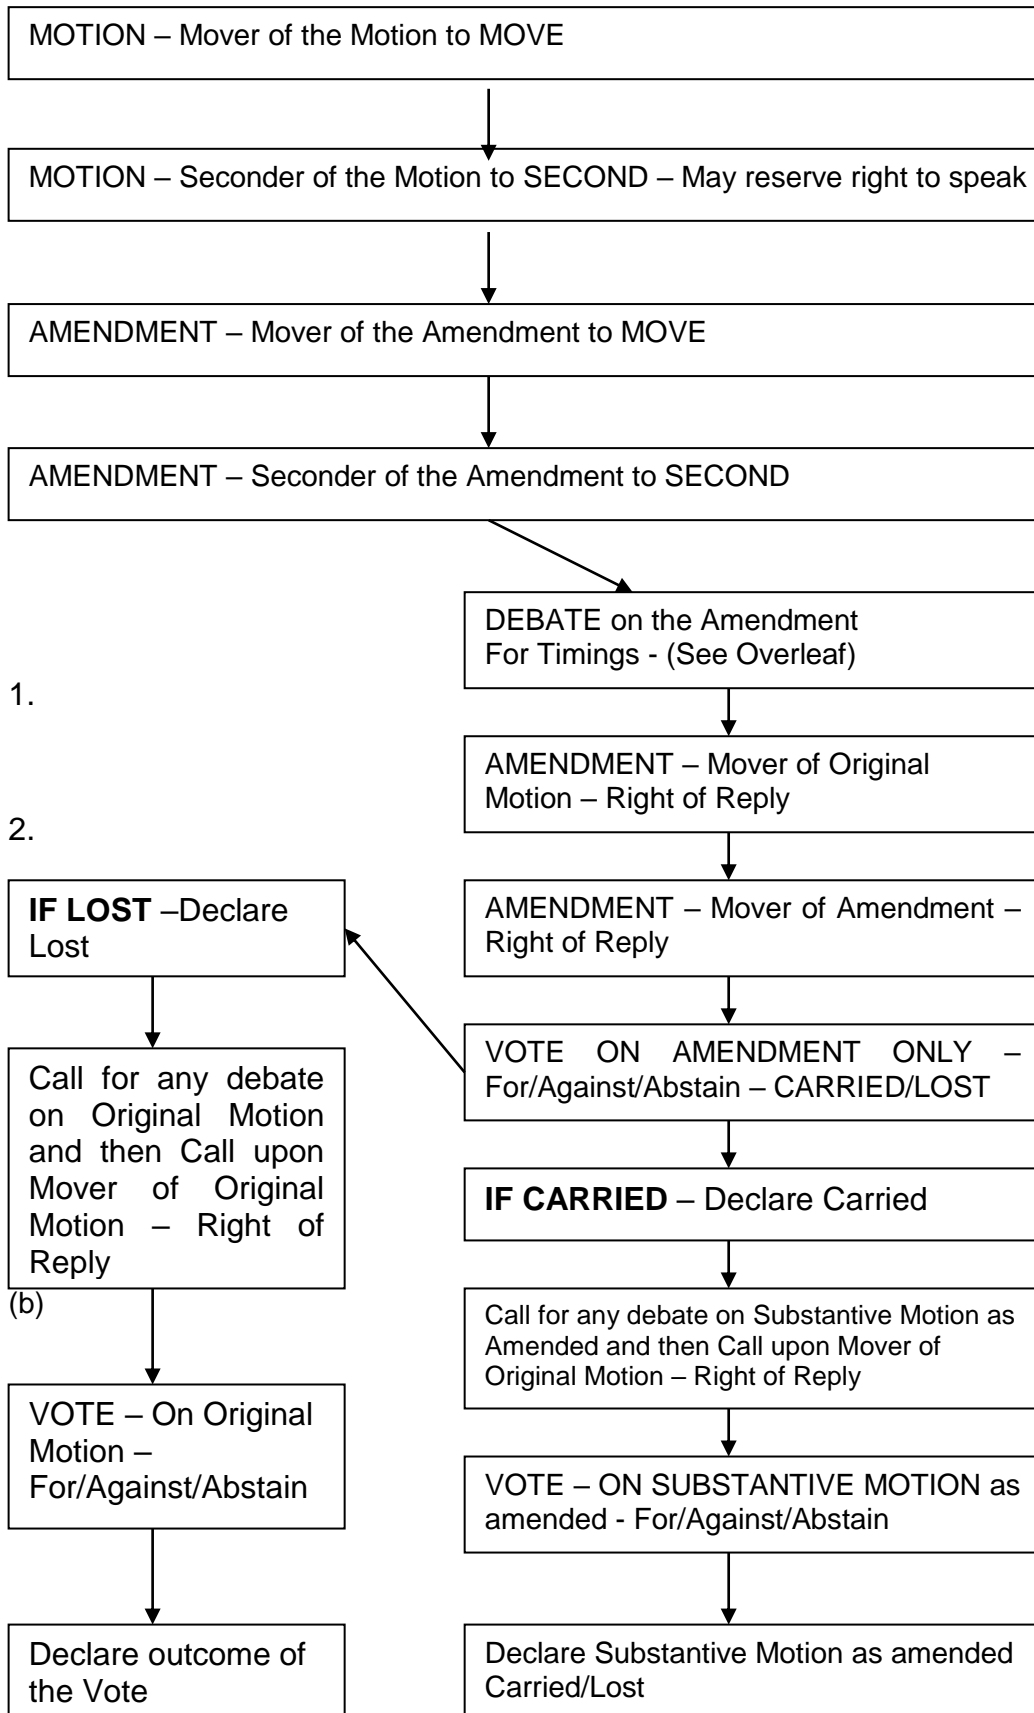 MOTION – Mover of the Motion to MOVE
MOTION – Seconder of the Motion to SECOND – May reserve right to speak
AMENDMENT – Mover of the Amendment to MOVE
AMENDMENT – Seconder of the Amendment to SECOND
DEBATE on the Amendment
For Timings - (See Overleaf)
1.
AMENDMENT – Mover of Original
Motion – Right of Reply
2.
AMENDMENT – Mover of Amendment –
Right of Reply
VOTE ON AMENDMENT ONLY –
For/Against/Abstain – CARRIED/LOST
IF LOST –Declare
Lost
Call for any debate
on Original Motion
and then Call upon
Mover of Original
Motion – Right of
Reply
(b)
VOTE – On Original
Motion –
For/Against/Abstain
Declare outcome of
the Vote
IF CARRIED – Declare Carried
Call for any debate on Substantive Motion as
Amended and then Call upon Mover of
Original Motion – Right of Reply
VOTE – ON SUBSTANTIVE MOTION as
amended - For/Against/Abstain
Declare Substantive Motion as amended
Carried/Lost